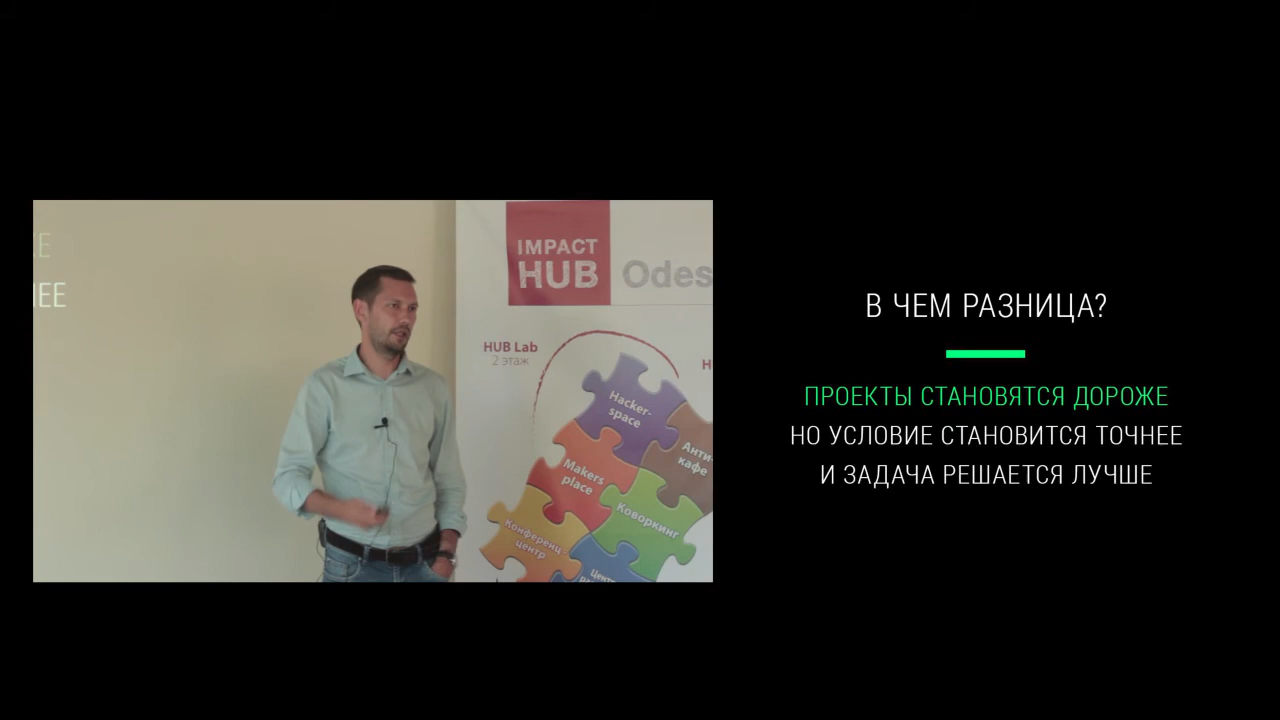 IMPACT
HUB
Odes
HUB Lab
2 этаж
Hacker-
space
Анти-
кафе
Makers
place
Коворкинг
Конференц-
центр
В ЧЕМ РАЗНИЦА?
ПРОЕКТЫ СТАНОВЯТСЯ ДОРОЖЕ
НО УСЛОВИЕ СТАНОВИТСЯ ТОЧНЕЕ
И ЗАДАЧА РЕШАЕТСЯ ЛУЧШЕ